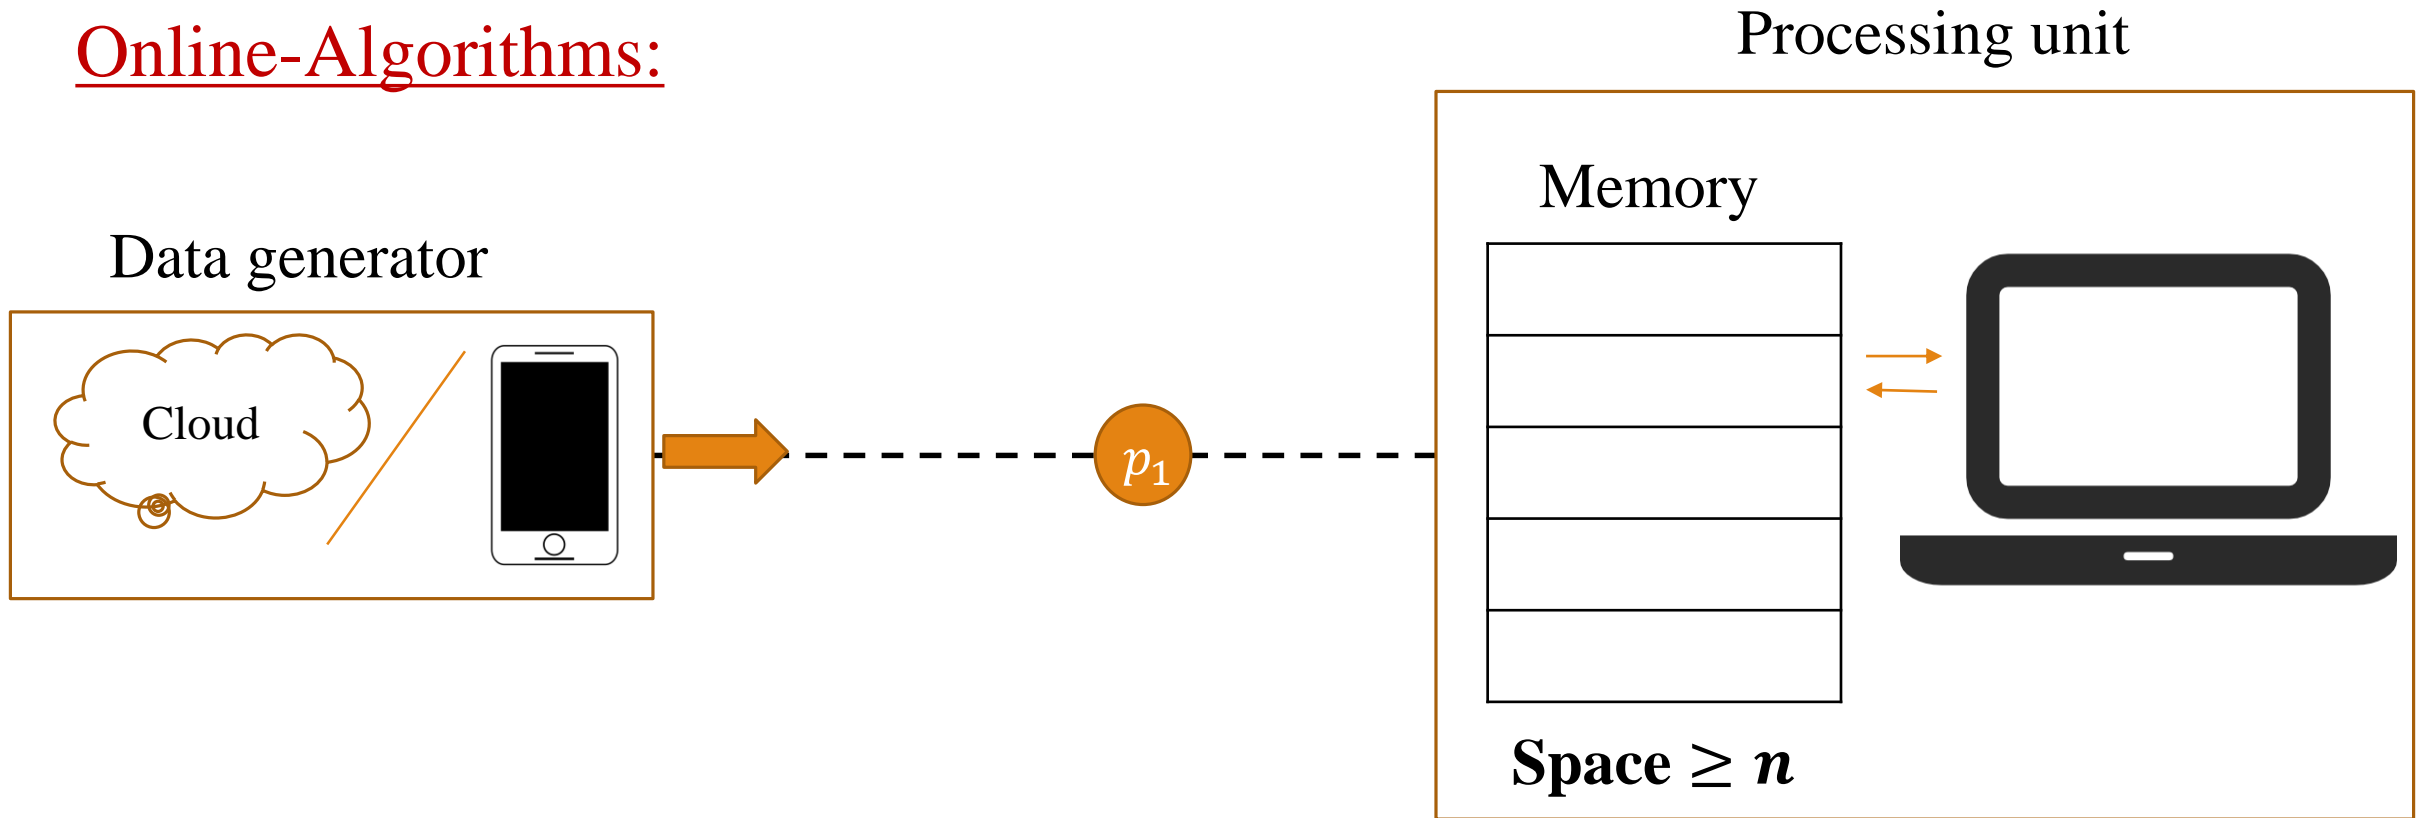 Online-Algorithms:
Processing unit
Memory
Data generator
Cloud
p₁
Space ≥ n